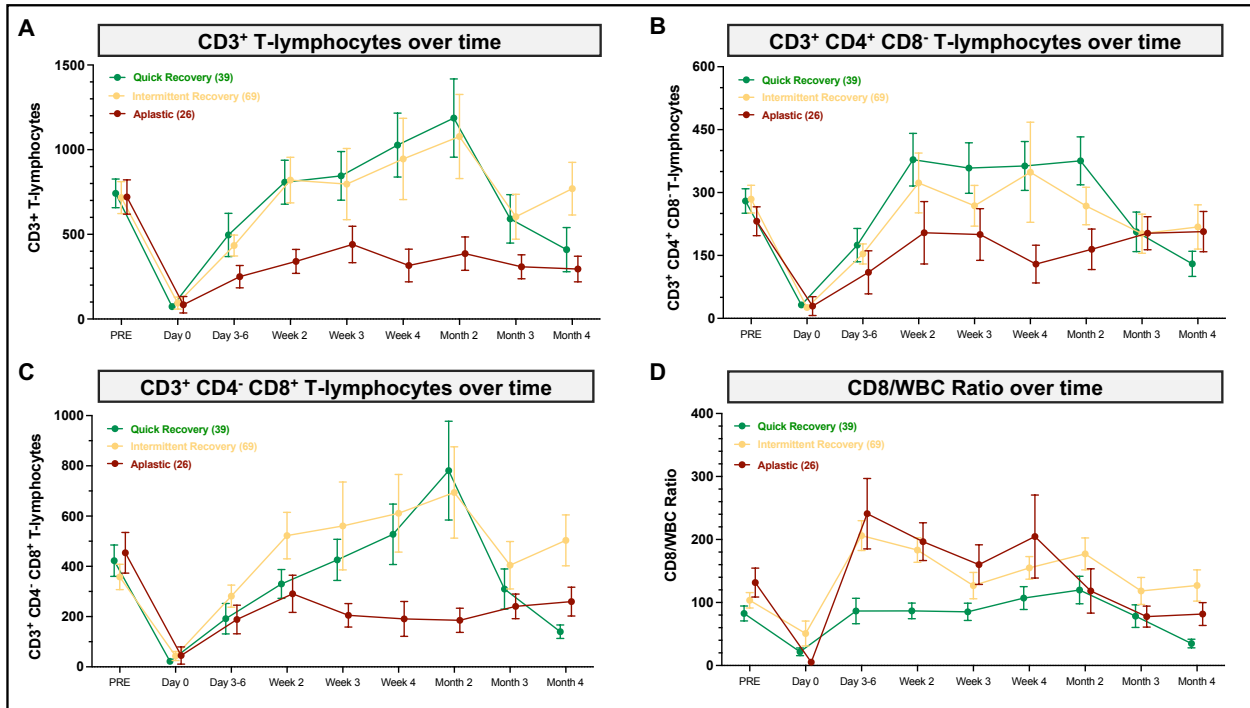 A
CD3⁺ T-lymphocytes over time
CD3+ T-lymphocytes
1500
1000
500
0
Quick Recovery (39)
Intermittent Recovery (69)
Aplastic (26)
PRE Day 0 Day 3-6 Week 2 Week 3 Week 4 Month 2 Month 3 Month 4
B
CD3⁺ CD4⁺ CD8⁻ T-lymphocytes over time
CD3⁺ CD4⁺ CD8⁻ T-lymphocytes
600
450
300
150
0
Quick Recovery (39)
Intermittent Recovery (69)
Aplastic (26)
PRE Day 0 Day 3-6 Week 2 Week 3 Week 4 Month 2 Month 3 Month 4
C
CD3⁺ CD4⁻ CD8⁺ T-lymphocytes over time
CD3⁺ CD4⁻ CD8⁺ T-lymphocytes
1000
800
600
400
200
0
Quick Recovery (39)
Intermittent Recovery (69)
Aplastic (26)
PRE Day 0 Day 3-6 Week 2 Week 3 Week 4 Month 2 Month 3 Month 4
D
CD8/WBC Ratio over time
CD8/WBC Ratio
400
300
200
100
0
Quick Recovery (39)
Intermittent Recovery (69)
Aplastic (26)
PRE Day 0 Day 3-6 Week 2 Week 3 Week 4 Month 2 Month 3 Month 4